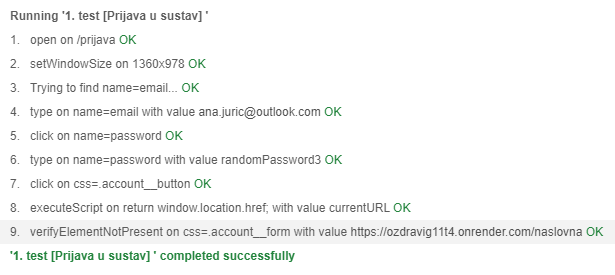 Running '1. test [Prijava u sustav] '
1. open on /prijava OK
2. setWindowSize on 1360x978 OK
3. Trying to find name=email... OK
4. type on name=email with value ana.juric@outlook.com OK
5. click on name=password OK
6. type on name=password with value randomPassword3 OK
7. click on css=.account__button OK
8. executeScript on return window.location.href; with value currentURL OK
9. verifyElementNotPresent on css=.account__form with value https://ozdravig11t4.onrender.com/naslovna OK
'1. test [Prijava u sustav] ' completed successfully